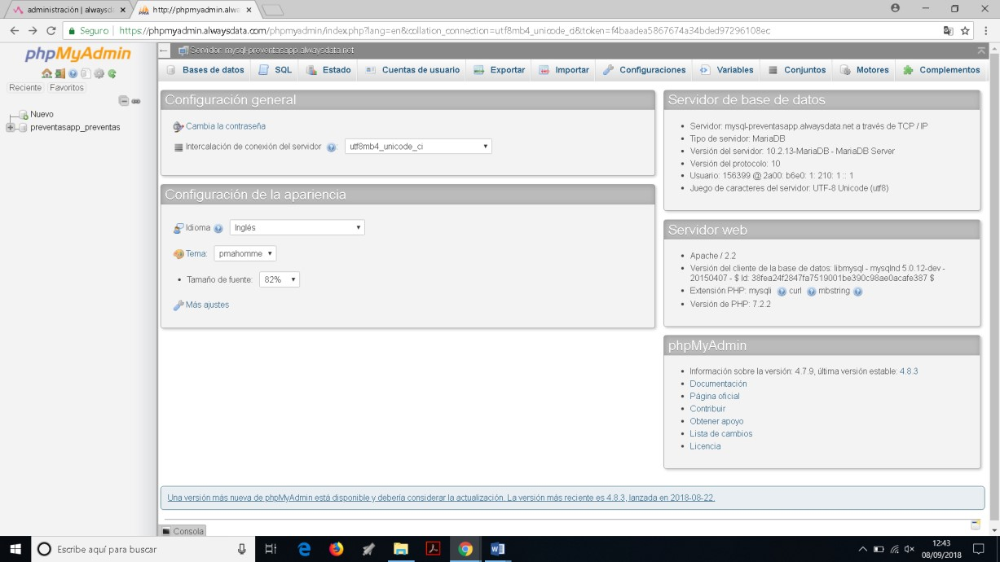 administración | alwaysd
http://phpmyadmin.alwa
Seguro | https://phpmyadmin.alwaysdata.com/phpmyadmin/index.php?lang=en&collation_connection=utf8mb4_unicode_ci&token=f4baadea5867674a34bded97296108ec
phpMyAdmin
Reciente Favoritos
Nuevo
preventasapp_preventas
Servidor: mysql-preventasapp.alwaysdata.net
Bases de datos SQL Estado Cuentas de usuario Exportar Importar Configuraciones Variables Conjuntos Motores Complementos
Configuración general
Cambia la contraseña
Intercalación de conexión del servidor : utf8mb4_unicode_ci
Configuración de la apariencia
Idioma Inglés
Tema: pmahomme
Tamaño de fuente: 82%
Más ajustes
Servidor de base de datos
Servidor: mysql-preventasapp.alwaysdata.net a través de TCP / IP
Tipo de servidor: MariaDB
Versión del servidor: 10.2.13-MariaDB - MariaDB Server
Versión del protocolo: 10
Usuario: 156399 @ 2a00: b6e0: 1: 210: 1 :: 1
Juego de caracteres del servidor: UTF-8 Unicode (utf8)
Servidor web
Apache / 2.2
Versión del cliente de la base de datos: libmysql - mysqlnd 5.0.12-dev -
20150407 - $ Id: 38fea24f2847fa7519001be390c98ae0acafe387 $
Extensión PHP: mysqli curl mbstring
Versión de PHP: 7.2.2
phpMyAdmin
Información sobre la versión: 4.7.9, última versión estable: 4.8.3
Documentación
Página oficial
Contribuir
Obtener apoyo
Lista de cambios
Licencia
Una versión más nueva de phpMyAdmin está disponible y debería considerar la actualización. La versión más reciente es 4.8.3, lanzada en 2018-08-22.
Consola
Escribe aquí para buscar
12:43
08/09/2018